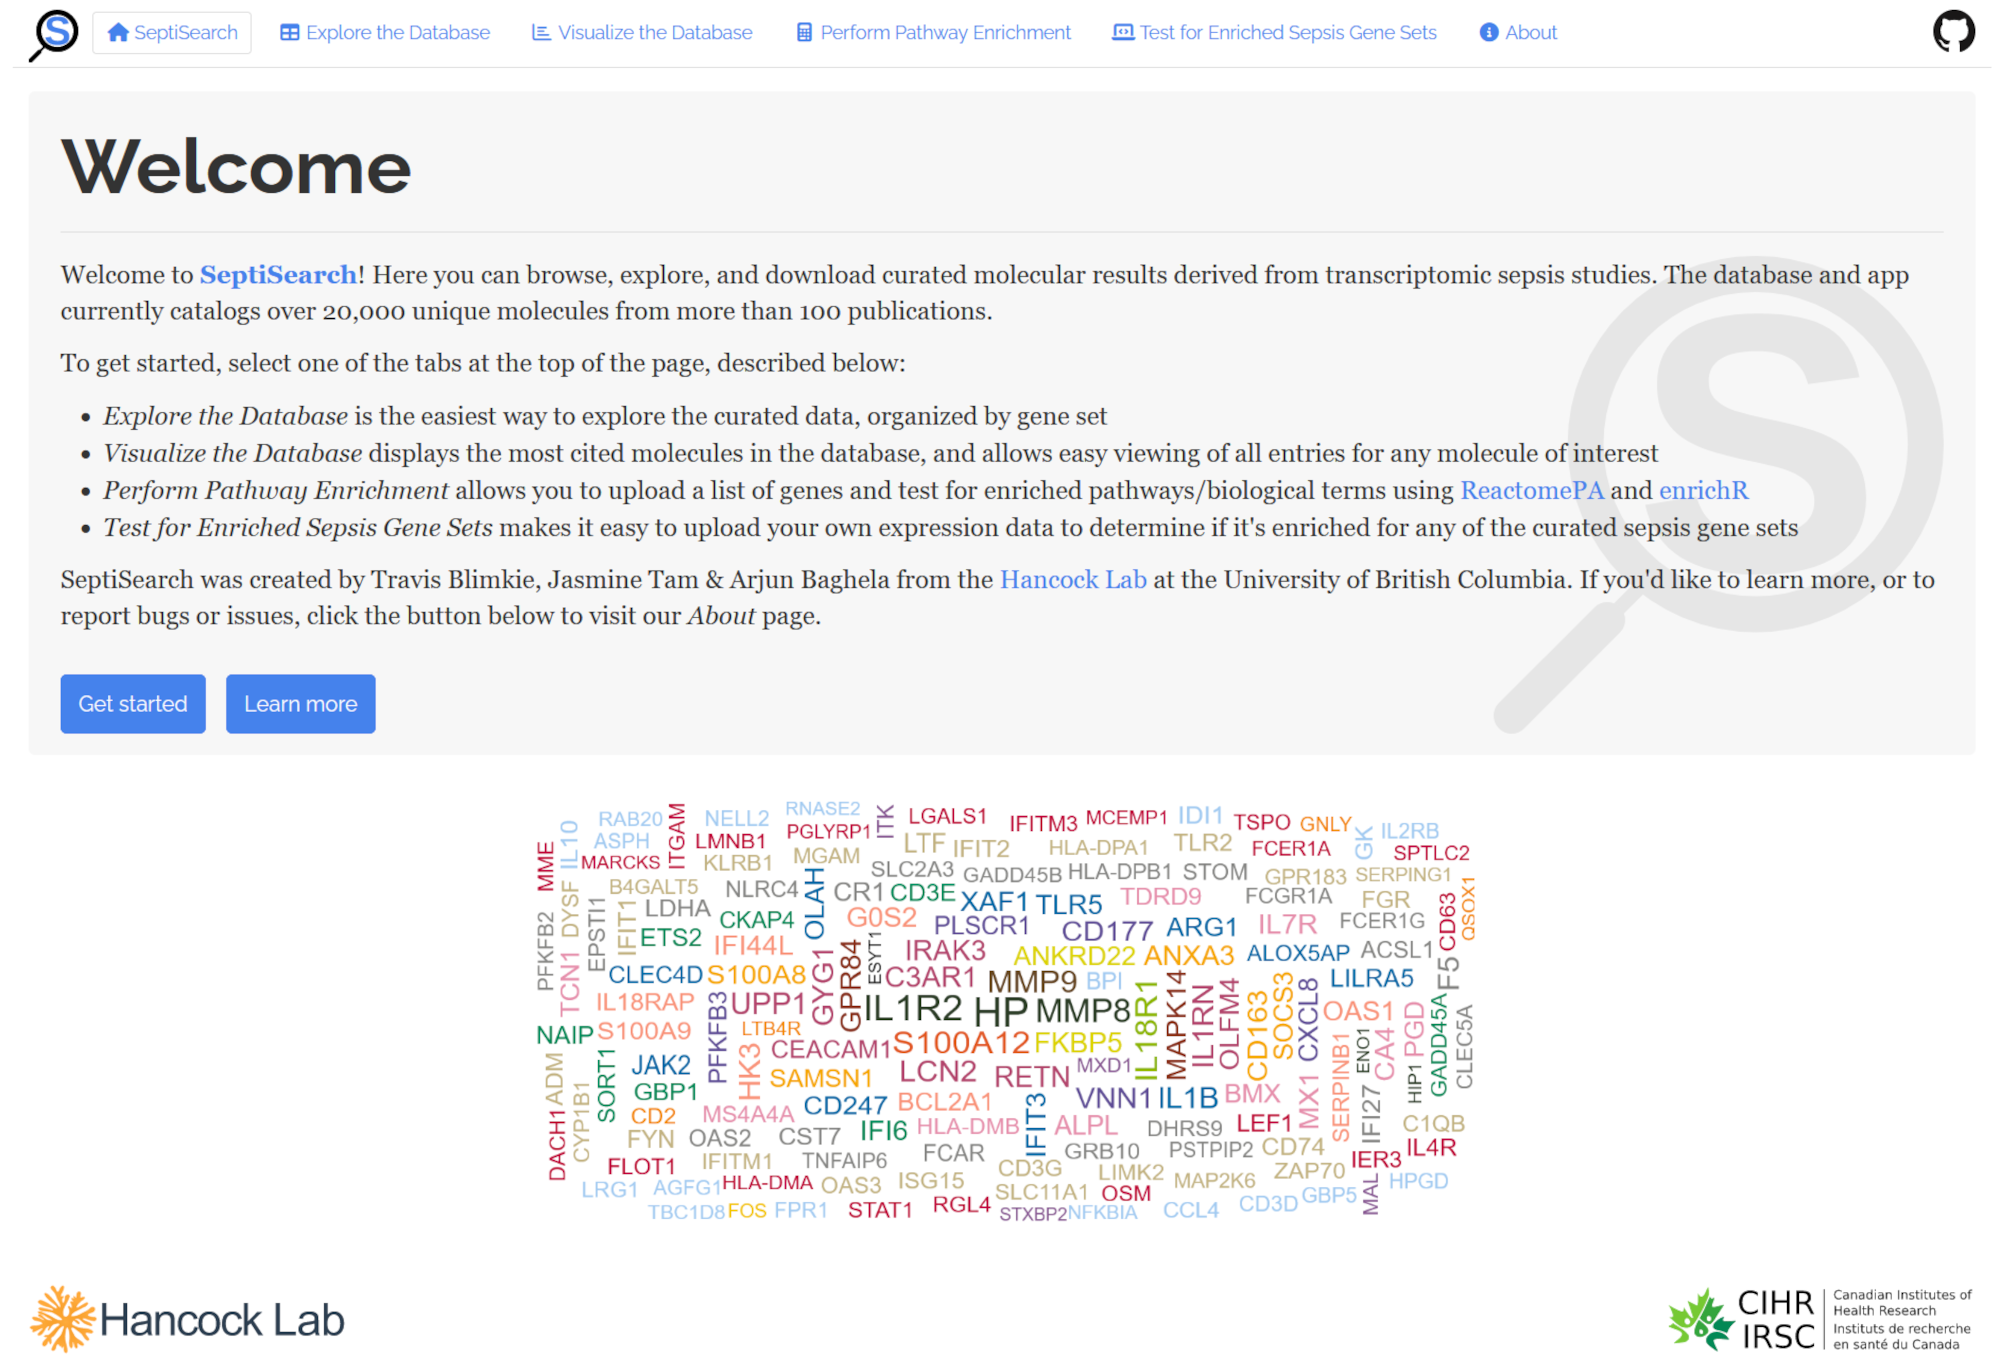 S SeptiSearch Explore the Database Visualize the Database Perform Pathway Enrichment Test for Enriched Sepsis Gene Sets About
Welcome
Welcome to SeptiSearch! Here you can browse, explore, and download curated molecular results derived from transcriptomic sepsis studies. The database and app
currently catalogs over 20,000 unique molecules from more than 100 publications.
To get started, select one of the tabs at the top of the page, described below:
• Explore the Database is the easiest way to explore the curated data, organized by gene set
• Visualize the Database displays the most cited molecules in the database, and allows easy viewing of all entries for any molecule of interest
• Perform Pathway Enrichment allows you to upload a list of genes and test for enriched pathways/biological terms using ReactomePA and enrichR
• Test for Enriched Sepsis Gene Sets makes it easy to upload your own expression data to determine if it's enriched for any of the curated sepsis gene sets
SeptiSearch was created by Travis Blimkie, Jasmine Tam & Arjun Baghela from the Hancock Lab at the University of British Columbia. If you'd like to learn more, or to
report bugs or issues, click the button below to visit our About page.
S
Get started Learn more
RAB20 ITGAM NELL2 RNASE2 ITK LGALS1 IFITM3 MCEMP1 IDI1 TSPO GNLY GK IL2RB
MME IL10 ASPH LMNB1 PGLYRP1 LTF IFIT2 HLA-DPA1 TLR2 FCER1A SPTLC2
MARCKS KLRB1 MGAM SLC2A3 GADD45B HLA-DPB1 STOM GPR183 SERPING1
PFKFB2 DYSF EPSTI1 B4GALT5 NLRC4 OLAH CR1 CD3E XAF1 TLR5 TDRD9 FCGR1A FGR CD63 QSOX1
IFIT1 LDHA CKAP4 G0S2 PLSCR1 CD177 ARG1 IL7R FCER1G
TCN1 ETS2 IFI44L GYG1 GPR84 ESYT1 IRAK3 ANKRD22 ANXA3 ALOX5AP ACSL1 F5
CLEC4D S100A8 C3AR1 MMP9 BPI MAPK14 LILRA5
IL18RAP PFKFB3 UPP1 IL1R2 HP MMP8 IL18R1 IL1RN OLFM4 CD163 SOCS3 CXCL8 OAS1 PGD GADD45A CLEC5A
NAIP S100A9 LTB4R S100A12 FKBP5 SERPINB1 ENO1 CA4
ADM SORT1 JAK2 HK3 CEACAM1 LCN2 RETN MXD1 HIP1
CYP1B1 GBP1 SAMSN1 VNN1 IL1B BMX MX1 IFI27
DACH1 CD2 MS4A4A CD247 BCL2A1 IFIT3 ALPL DHRS9 LEF1 C1QB
FYN OAS2 CST7 IFI6 HLA-DMB GRB10 PSTPIP2 CD74 IL4R
FLOT1 IFITM1 TNFAIP6 FCAR CD3G LIMK2 MAP2K6 ZAP70 IER3
LRG1 AGFG1 HLA-DMA OAS3 ISG15 SLC11A1 OSM CD3D GBP5 MAL HPGD
TBC1D8 FOS FPR1 STAT1 RGL4 STXBP2 NFKBIA CCL4
Hancock Lab
CIHR
IRSC
Canadian Institutes of
Health Research
Instituts de recherche
en santé du Canada